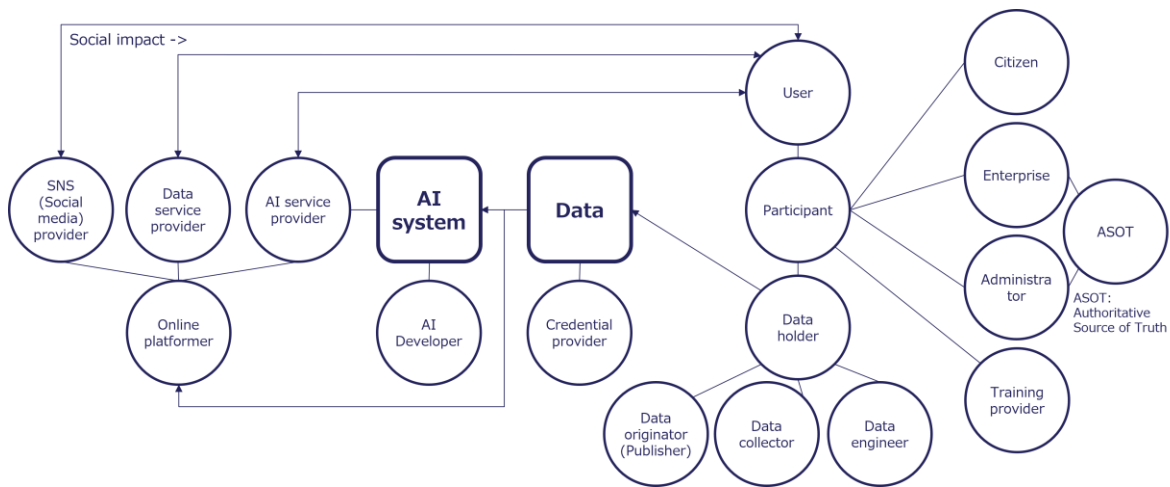 Social impact ->
User
Citizen
SNS
(Social
media)
provider
Data
service
provider
AI service
provider
AI
system
Data
Participant
Enterprise
ASOT
Administra
tor
ASOT:
Authoritative
Source of Truth
Online
platformer
AI
Developer
Credential
provider
Data
holder
Training
provider
Data
originator
(Publisher)
Data
collector
Data
engineer